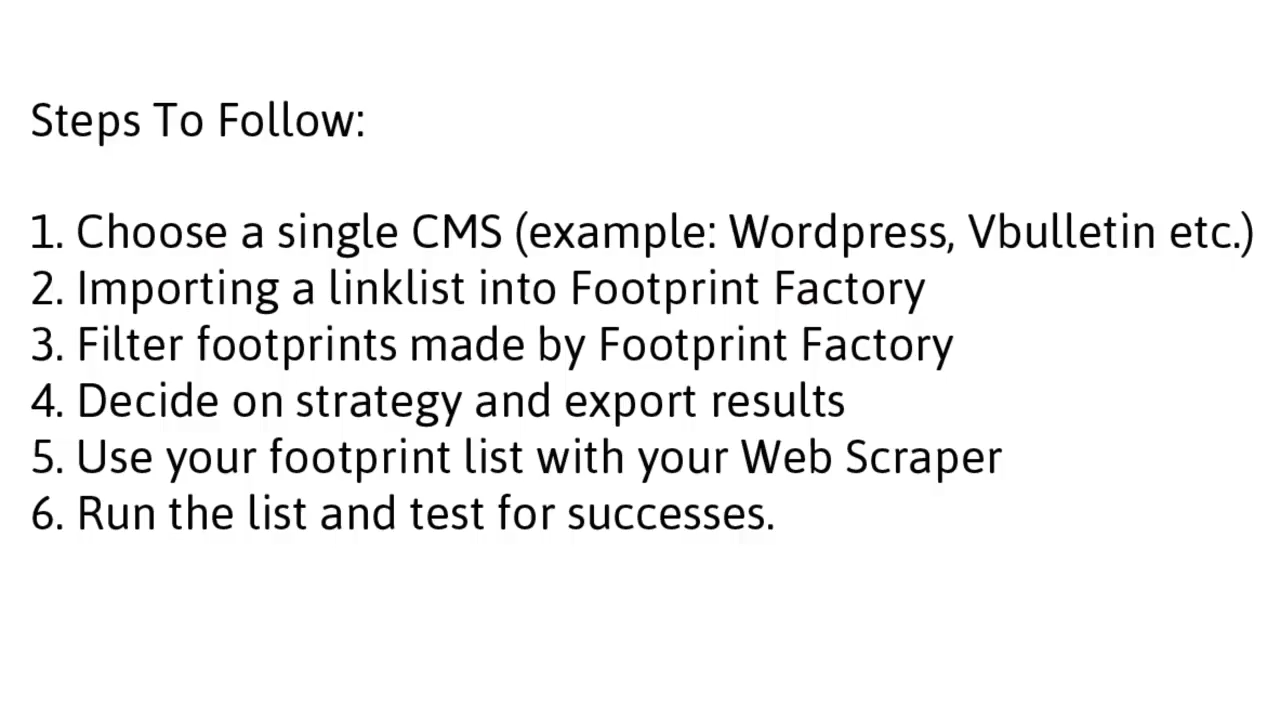 Steps To Follow:
1. Choose a single CMS (example: Wordpress, Vbulletin etc.)
2. Importing a linklist into Footprint Factory
3. Filter footprints made by Footprint Factory
4. Decide on strategy and export results
5. Use your footprint list with your Web Scraper
6. Run the list and test for successes.